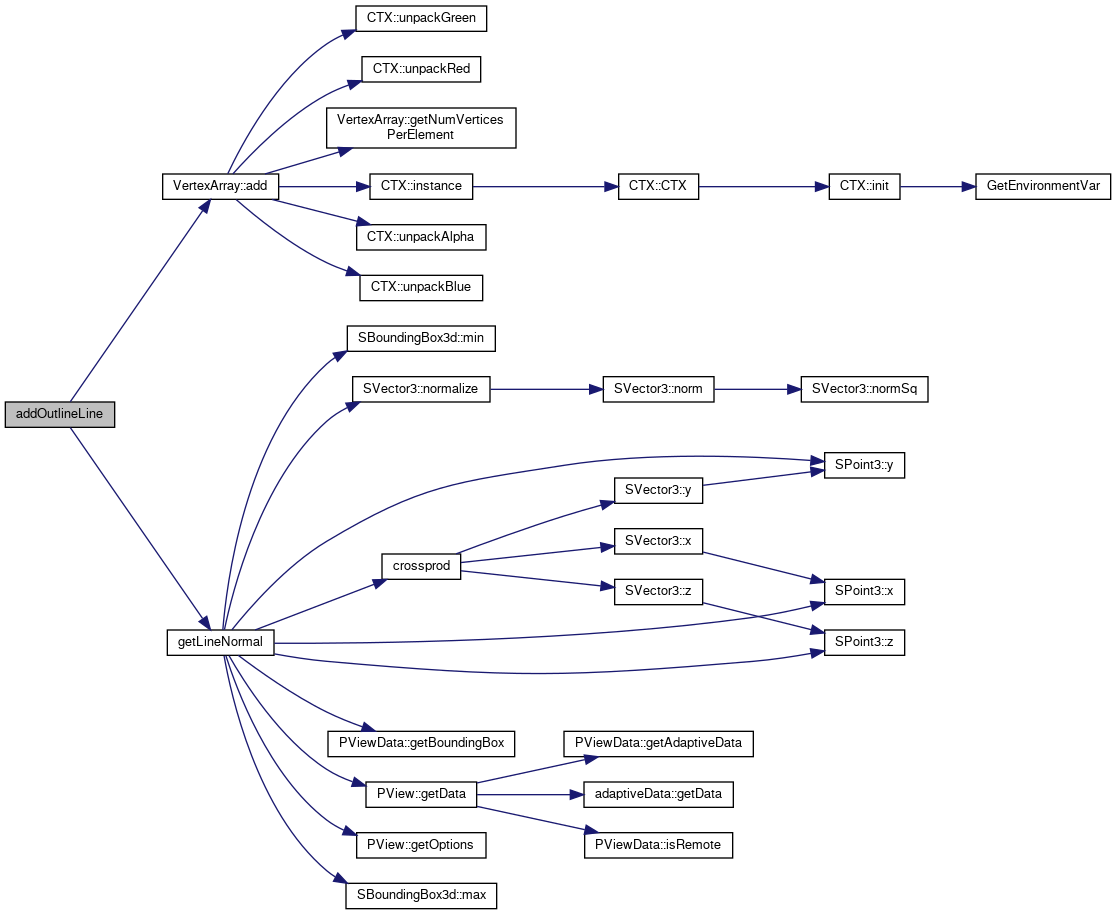 CTX::unpackGreen
CTX::unpackRed
VertexArray::getNumVertices
PerElement
VertexArray::add
CTX::instance
CTX::CTX
CTX::init
GetEnvironmentVar
CTX::unpackAlpha
CTX::unpackBlue
SBoundingBox3d::min
SVector3::normalize
SVector3::norm
SVector3::normSq
addOutlineLine
SPoint3::y
SVector3::y
SVector3::x
crossprod
SVector3::z
SPoint3::x
getLineNormal
SPoint3::z
PViewData::getBoundingBox
PViewData::getAdaptiveData
PView::getData
adaptiveData::getData
PView::getOptions
PViewData::isRemote
SBoundingBox3d::max